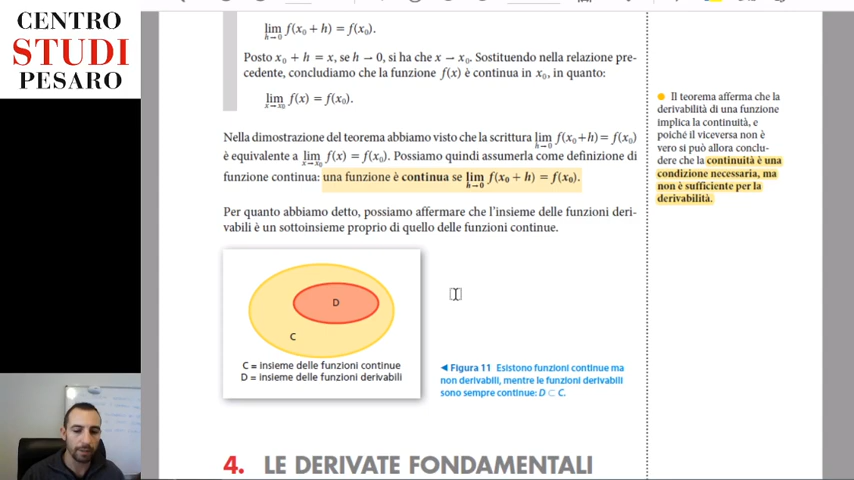 CENTRO
STUDI
PESARO
lim f(x₀ + h) = f(x₀).
h→0
Posto x₀ + h = x, se h → 0, si ha che x → x₀. Sostituendo nella relazione pre-
cedente, concludiamo che la funzione f(x) è continua in x₀, in quanto:
lim f(x) = f(x₀).
x→x₀
Nella dimostrazione del teorema abbiamo visto che la scrittura lim f(x₀+h) = f(x₀)
h→0
è equivalente a lim f(x) = f(x₀). Possiamo quindi assumerla come definizione di
x→x₀
funzione continua: una funzione è continua se lim f(x₀ + h) = f(x₀).
h→0
Per quanto abbiamo detto, possiamo affermare che l'insieme delle funzioni deri-
vabili è un sottoinsieme proprio di quello delle funzioni continue.
D
C
C = insieme delle funzioni continue
D = insieme delle funzioni derivabili
◀ Figura 11 Esistono funzioni continue ma
non derivabili, mentre le funzioni derivabili
sono sempre continue: D ⊂ C.
4. LE DERIVATE FONDAMENTALI
● Il teorema afferma che la
derivabilità di una funzione
implica la continuità, e
poiché il viceversa non è
vero si può allora conclu-
dere che la continuità è una
condizione necessaria, ma
non è sufficiente per la
derivabilità.